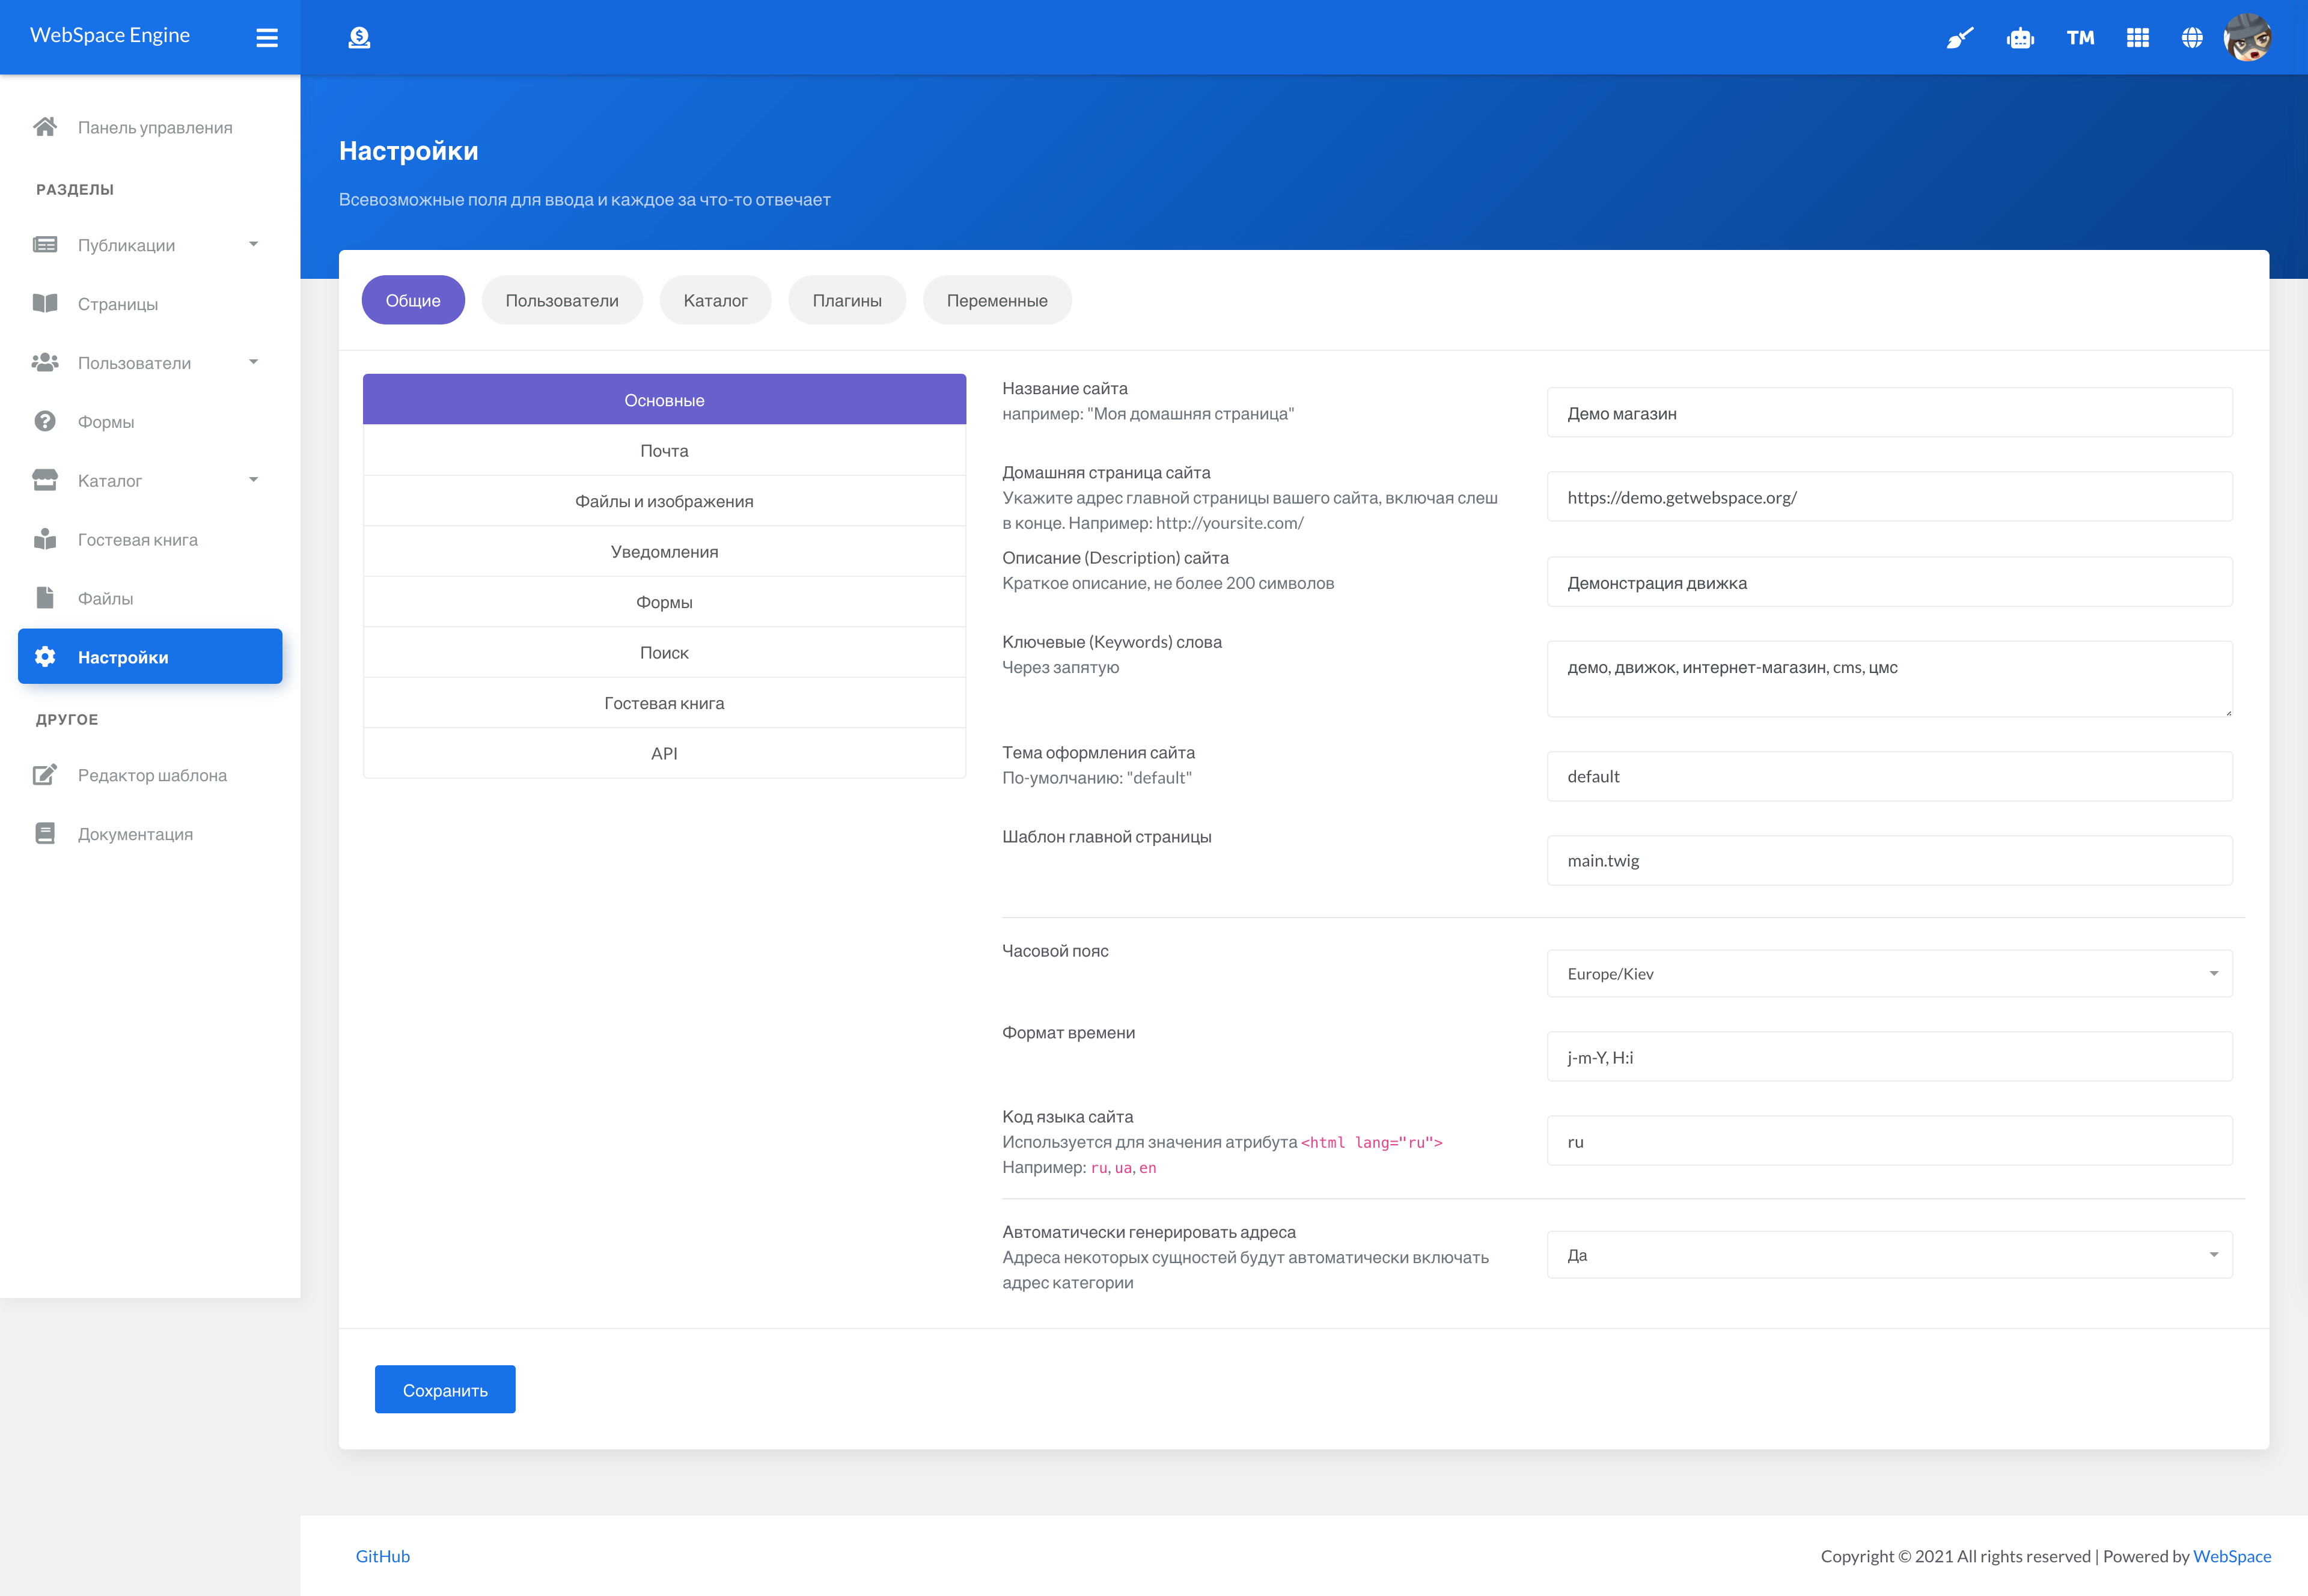 WebSpace Engine
TM
Панель управления
РАЗДЕЛЫ
Публикации
Страницы
Пользователи
Формы
Каталог
Гостевая книга
Файлы
Настройки
ДРУГОЕ
Редактор шаблона
Документация
Настройки
Всевозможные поля для ввода и каждое за что-то отвечает
Общие
Пользователи
Каталог
Плагины
Переменные
Основные
Почта
Файлы и изображения
Уведомления
Формы
Поиск
Гостевая книга
API
Название сайта
например: "Моя домашняя страница"
Демо магазин
Домашняя страница сайта
Укажите адрес главной страницы вашего сайта, включая слеш
в конце. Например: http://yoursite.com/
https://demo.getwebspace.org/
Описание (Description) сайта
Краткое описание, не более 200 символов
Демонстрация движка
Ключевые (Keywords) слова
Через запятую
демо, движок, интернет-магазин, cms, цмс
Тема оформления сайта
По-умолчанию: "default"
default
Шаблон главной страницы
main.twig
Часовой пояс
Europe/Kiev
Формат времени
j-m-Y, H:i
Код языка сайта
Используется для значения атрибута <html lang="ru">
Например: ru, ua, en
ru
Автоматически генерировать адреса
Адреса некоторых сущностей будут автоматически включать
адрес категории
Да
Сохранить
GitHub
Copyright © 2021 All rights reserved | Powered by WebSpace